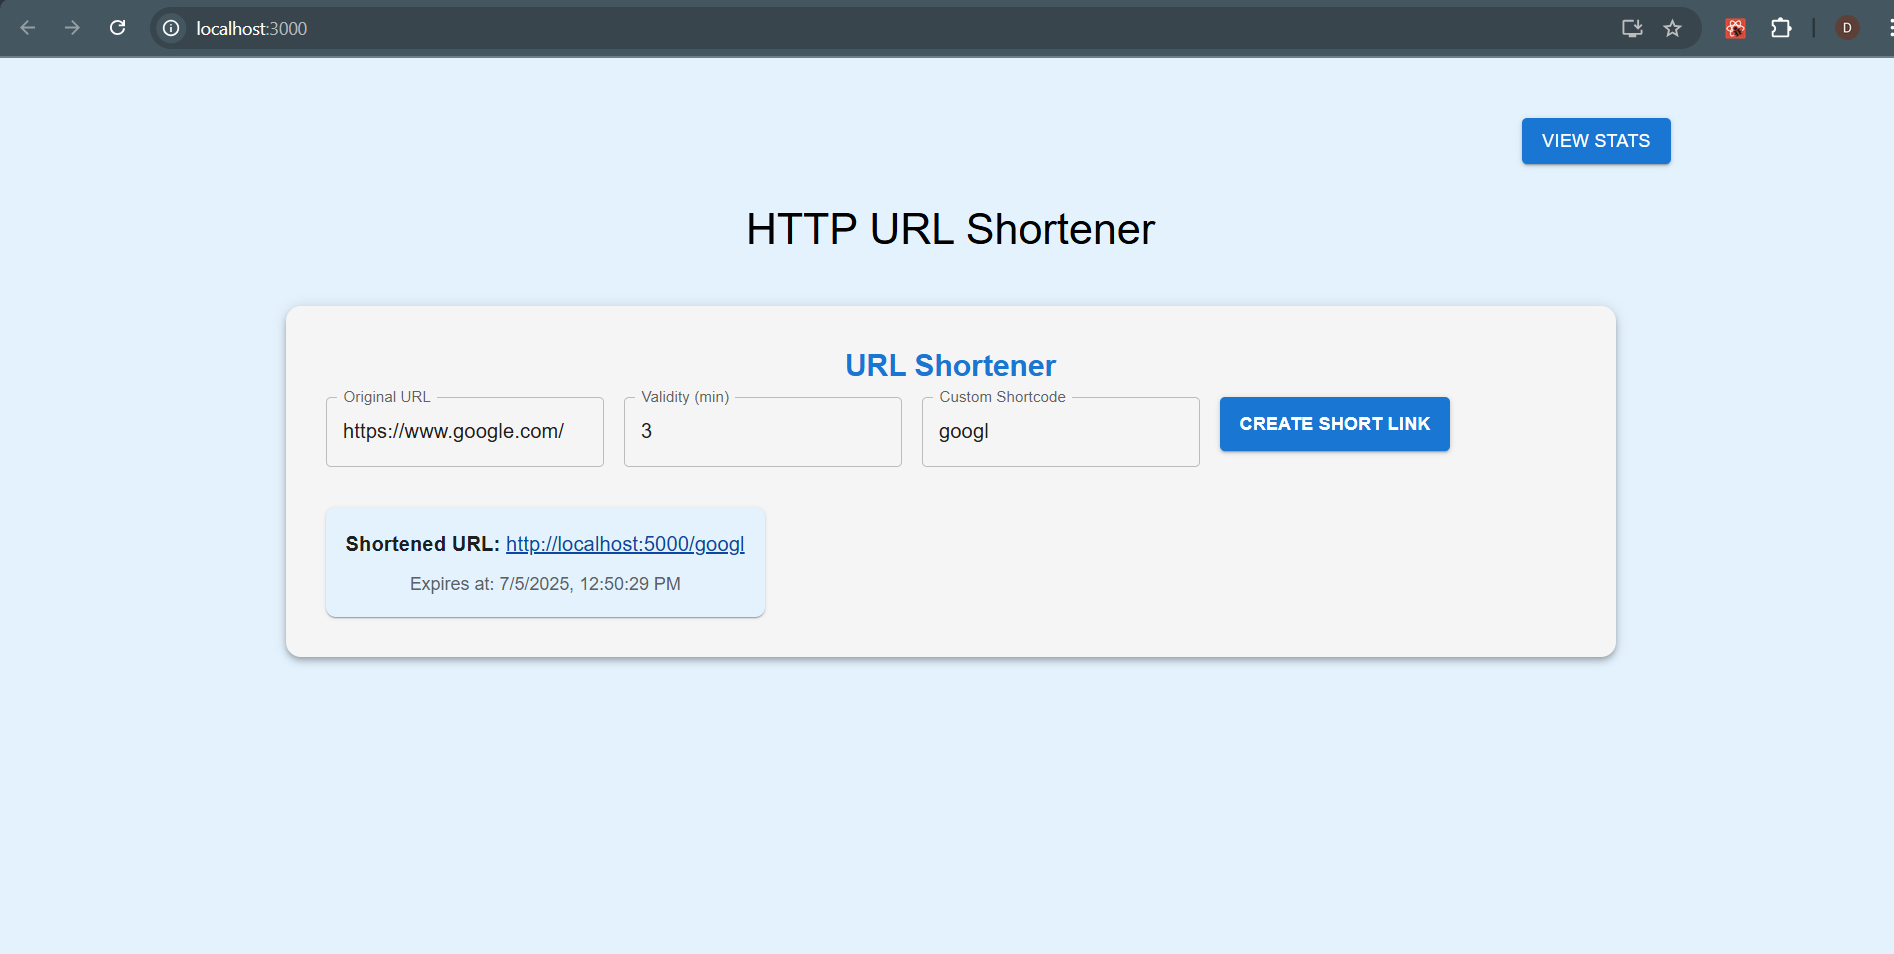 localhost:3000
D
VIEW STATS
HTTP URL Shortener
URL Shortener
Original URL
https://www.google.com/
Validity (min)
3
Custom Shortcode
googl
CREATE SHORT LINK
Shortened URL: http://localhost:5000/googl
Expires at: 7/5/2025, 12:50:29 PM